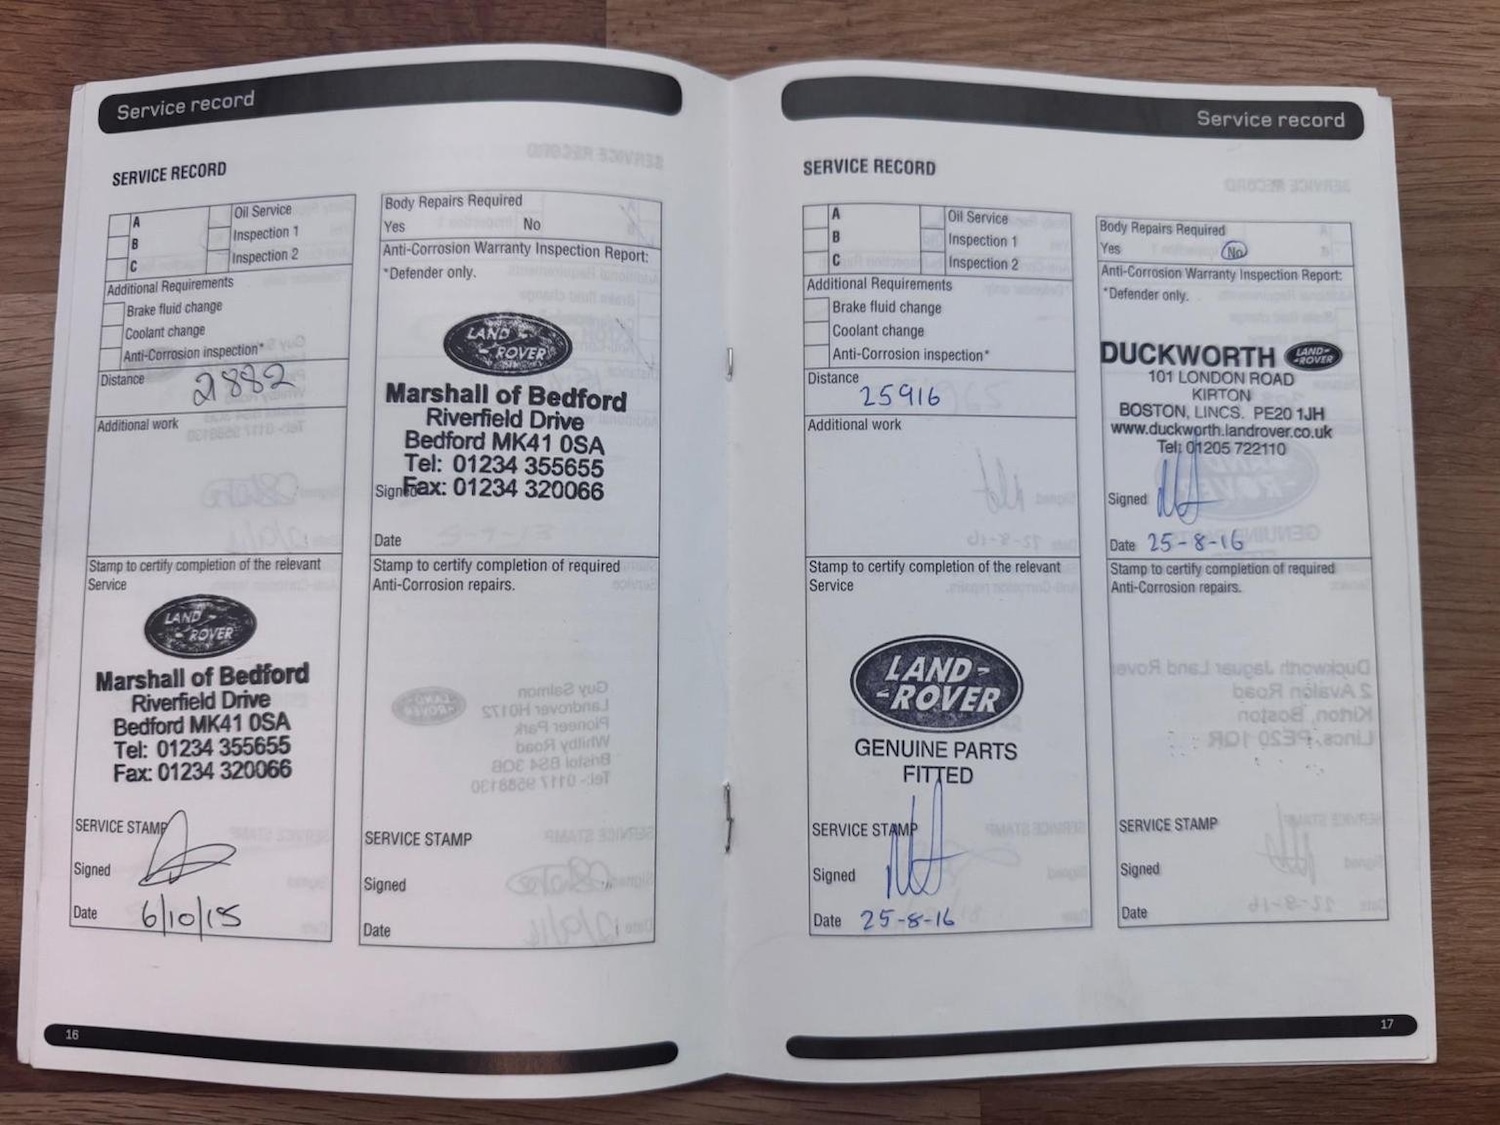 Service record
SERVICE RECORD
A
B
C
Oil Service
Inspection 1
Inspection 2
Additional Requirements
Brake fluid change
Coolant change
Anti-Corrosion inspection*
Distance
2882
Additional work
Stamp to certify completion of the relevant
Service
LAND-
-ROVER
Marshall of Bedford
Riverfield Drive
Bedford MK41 0SA
Tel: 01234 355655
Fax: 01234 320066
SERVICE STAMP
Signed
Date 6/10/15
Body Repairs Required
Yes No
Anti-Corrosion Warranty Inspection Report:
*Defender only.
LAND-
-ROVER
Marshall of Bedford
Riverfield Drive
Bedford MK41 0SA
Tel: 01234 355655
Fax: 01234 320066
Signed
Date
Stamp to certify completion of required
Anti-Corrosion repairs.
SERVICE STAMP
Signed
Date
16
Service record
SERVICE RECORD
A
B
C
Oil Service
Inspection 1
Inspection 2
Additional Requirements
Brake fluid change
Coolant change
Anti-Corrosion inspection*
Distance
25916
Additional work
Stamp to certify completion of the relevant
Service
LAND-
-ROVER
GENUINE PARTS
FITTED
SERVICE STAMP
Signed
Date 25-8-16
Body Repairs Required
Yes No
Anti-Corrosion Warranty Inspection Report:
*Defender only.
DUCKWORTH LAND-
-ROVER
101 LONDON ROAD
KIRTON
BOSTON, LINCS. PE20 1JH
www.duckworth.landrover.co.uk
Tel: 01205 722110
Signed
Date 25-8-16
Stamp to certify completion of required
Anti-Corrosion repairs.
SERVICE STAMP
Signed
Date
17